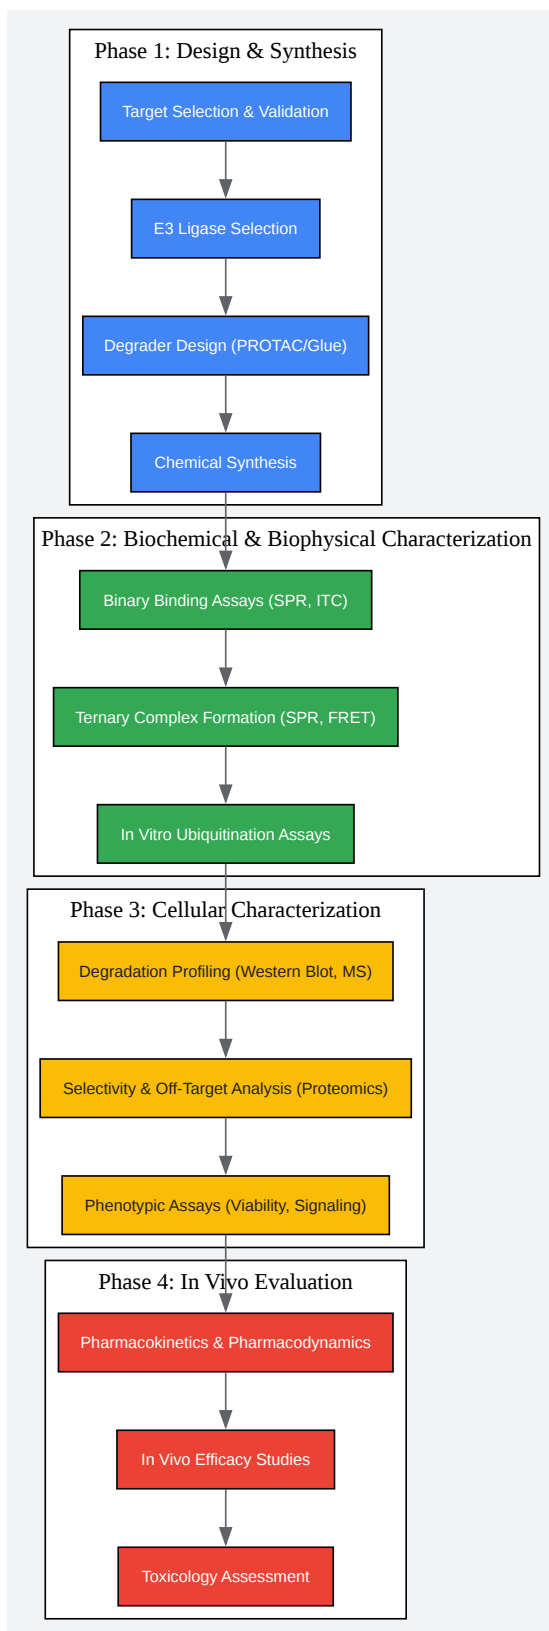 Phase 1: Design & Synthesis
Target Selection & Validation
E3 Ligase Selection
Degrader Design (PROTAC/Glue)
Chemical Synthesis
Phase 2: Biochemical & Biophysical Characterization
Binary Binding Assays (SPR, ITC)
Ternary Complex Formation (SPR, FRET)
In Vitro Ubiquitination Assays
Phase 3: Cellular Characterization
Degradation Profiling (Western Blot, MS)
Selectivity & Off-Target Analysis (Proteomics)
Phenotypic Assays (Viability, Signaling)
Phase 4: In Vivo Evaluation
Pharmacokinetics & Pharmacodynamics
In Vivo Efficacy Studies
Toxicology Assessment